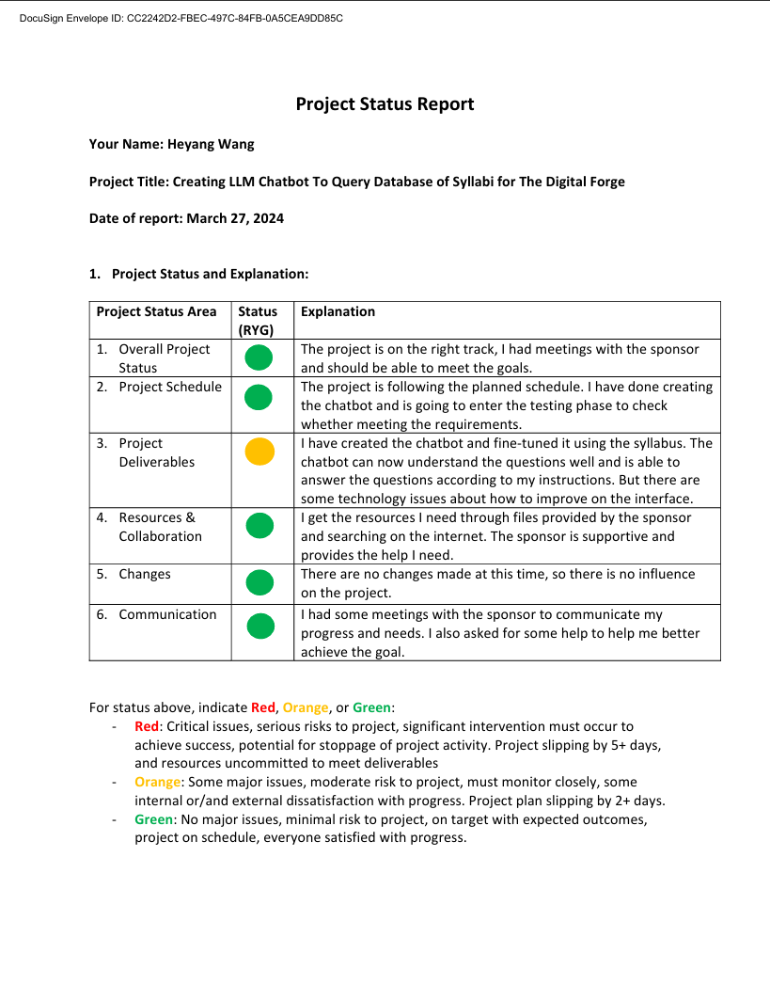 DocuSign Envelope ID: CC2242D2-FBEC-497C-84FB-0A5CEA9DD85C
Project Status Report
Your Name: Heyang Wang
Project Title: Creating LLM Chatbot To Query Database of Syllabi for The Digital Forge
Date of report: March 27, 2024
1. Project Status and Explanation:
Project Status Area
Status
(RYG)
Explanation
1. Overall Project
Status
The project is on the right track, I had meetings with the sponsor
and should be able to meet the goals.
2. Project Schedule
The project is following the planned schedule. I have done creating
the chatbot and is going to enter the testing phase to check
whether meeting the requirements.
3. Project
Deliverables
I have created the chatbot and fine-tuned it using the syllabus. The
chatbot can now understand the questions well and is able to
answer the questions according to my instructions. But there are
some technology issues about how to improve on the interface.
4. Resources &
Collaboration
I get the resources I need through files provided by the sponsor
and searching on the internet. The sponsor is supportive and
provides the help I need.
5. Changes
There are no changes made at this time, so there is no influence
on the project.
6. Communication
I had some meetings with the sponsor to communicate my
progress and needs. I also asked for some help to help me better
achieve the goal.
For status above, indicate Red, Orange, or Green:
- Red: Critical issues, serious risks to project, significant intervention must occur to
achieve success, potential for stoppage of project activity. Project slipping by 5+ days,
and resources uncommitted to meet deliverables
- Orange: Some major issues, moderate risk to project, must monitor closely, some
internal or/and external dissatisfaction with progress. Project plan slipping by 2+ days.
- Green: No major issues, minimal risk to project, on target with expected outcomes,
project on schedule, everyone satisfied with progress.